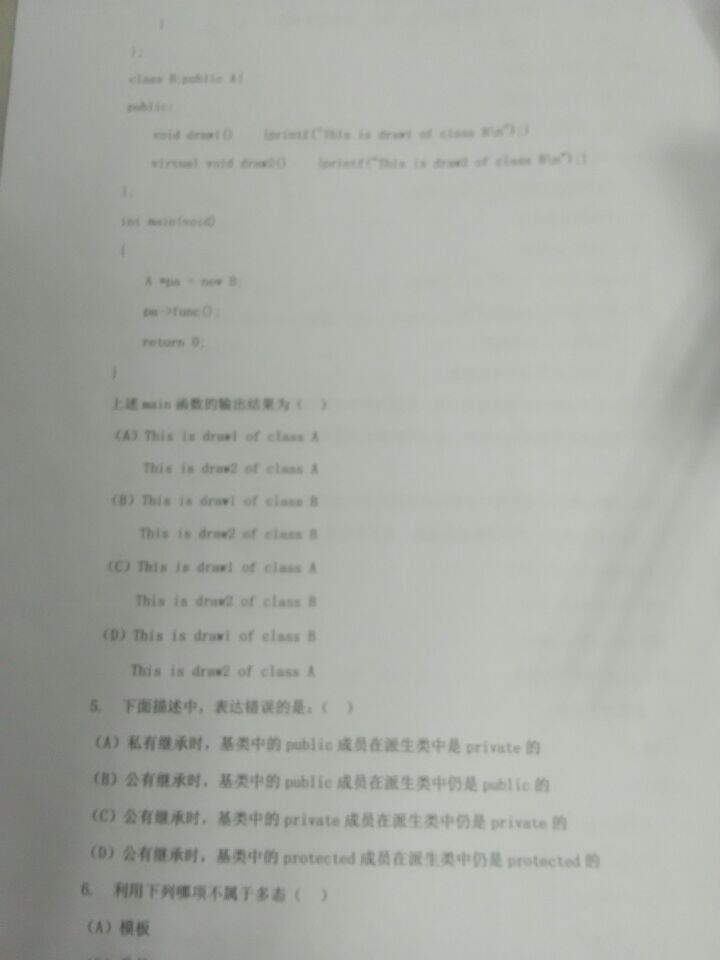 }
};
class B:public A{
public:
void draw1() {printf("This is draw1 of class B\n");}
virtual void draw2() {printf("This is draw2 of class B\n");}
};
int main(void)
{
A *pa = new B;
pa->func();
return 0;
}
上述 main 函数的输出结果为（ ）
(A) This is draw1 of class A
This is draw2 of class A
(B) This is draw1 of class B
This is draw2 of class B
(C) This is draw1 of class A
This is draw2 of class B
(D) This is draw1 of class B
This is draw2 of class A
5. 下面描述中，表达错误的是：（ ）
(A) 私有继承时，基类中的 public 成员在派生类中是 private 的
(B) 公有继承时，基类中的 public 成员在派生类中仍是 public 的
(C) 公有继承时，基类中的 private 成员在派生类中仍是 private 的
(D) 公有继承时，基类中的 protected 成员在派生类中仍是 protected 的
6. 利用下列哪项不属于多态（ ）
(A) 模板